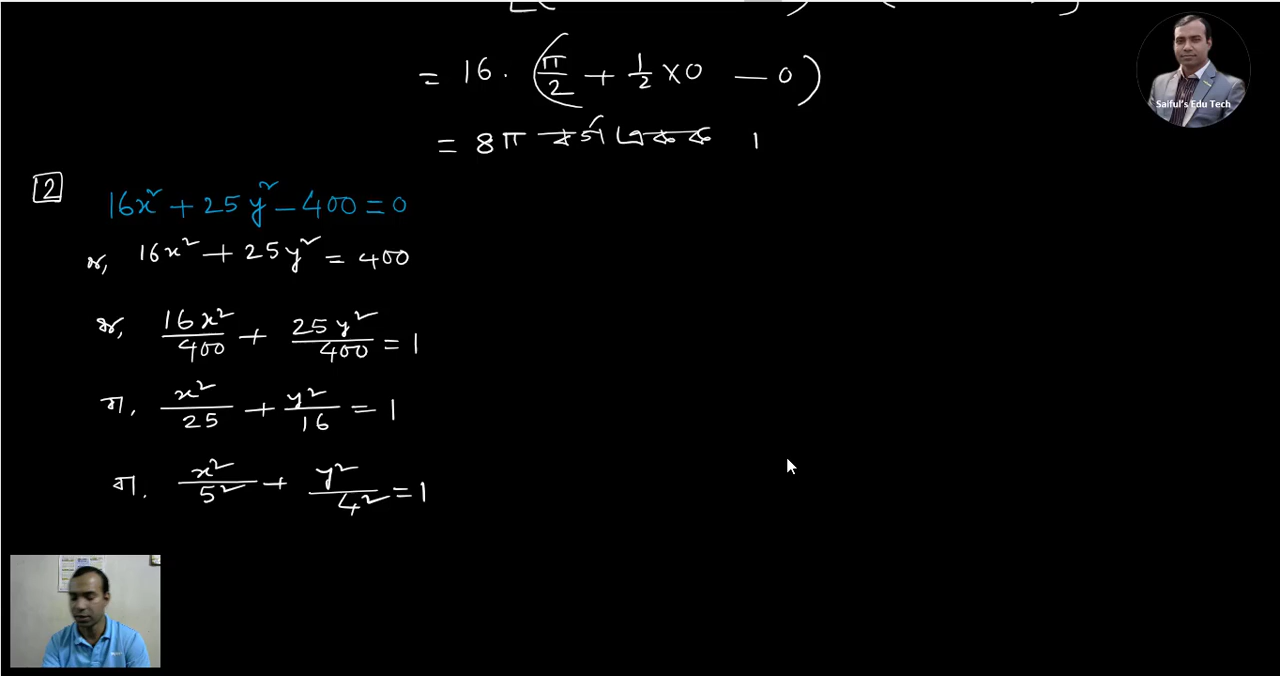 = 16. (π/2 + 1/2 × 0 — 0)
= 8π বর্গ একক ।
2
16x² + 25y² – 400 = 0
বা, 16x² + 25y² = 400
বা, 16x²/400 + 25y²/400 = 1
বা, x²/25 + y²/16 = 1
বা, x²/5² + y²/4² = 1
Saiful's Edu Tech